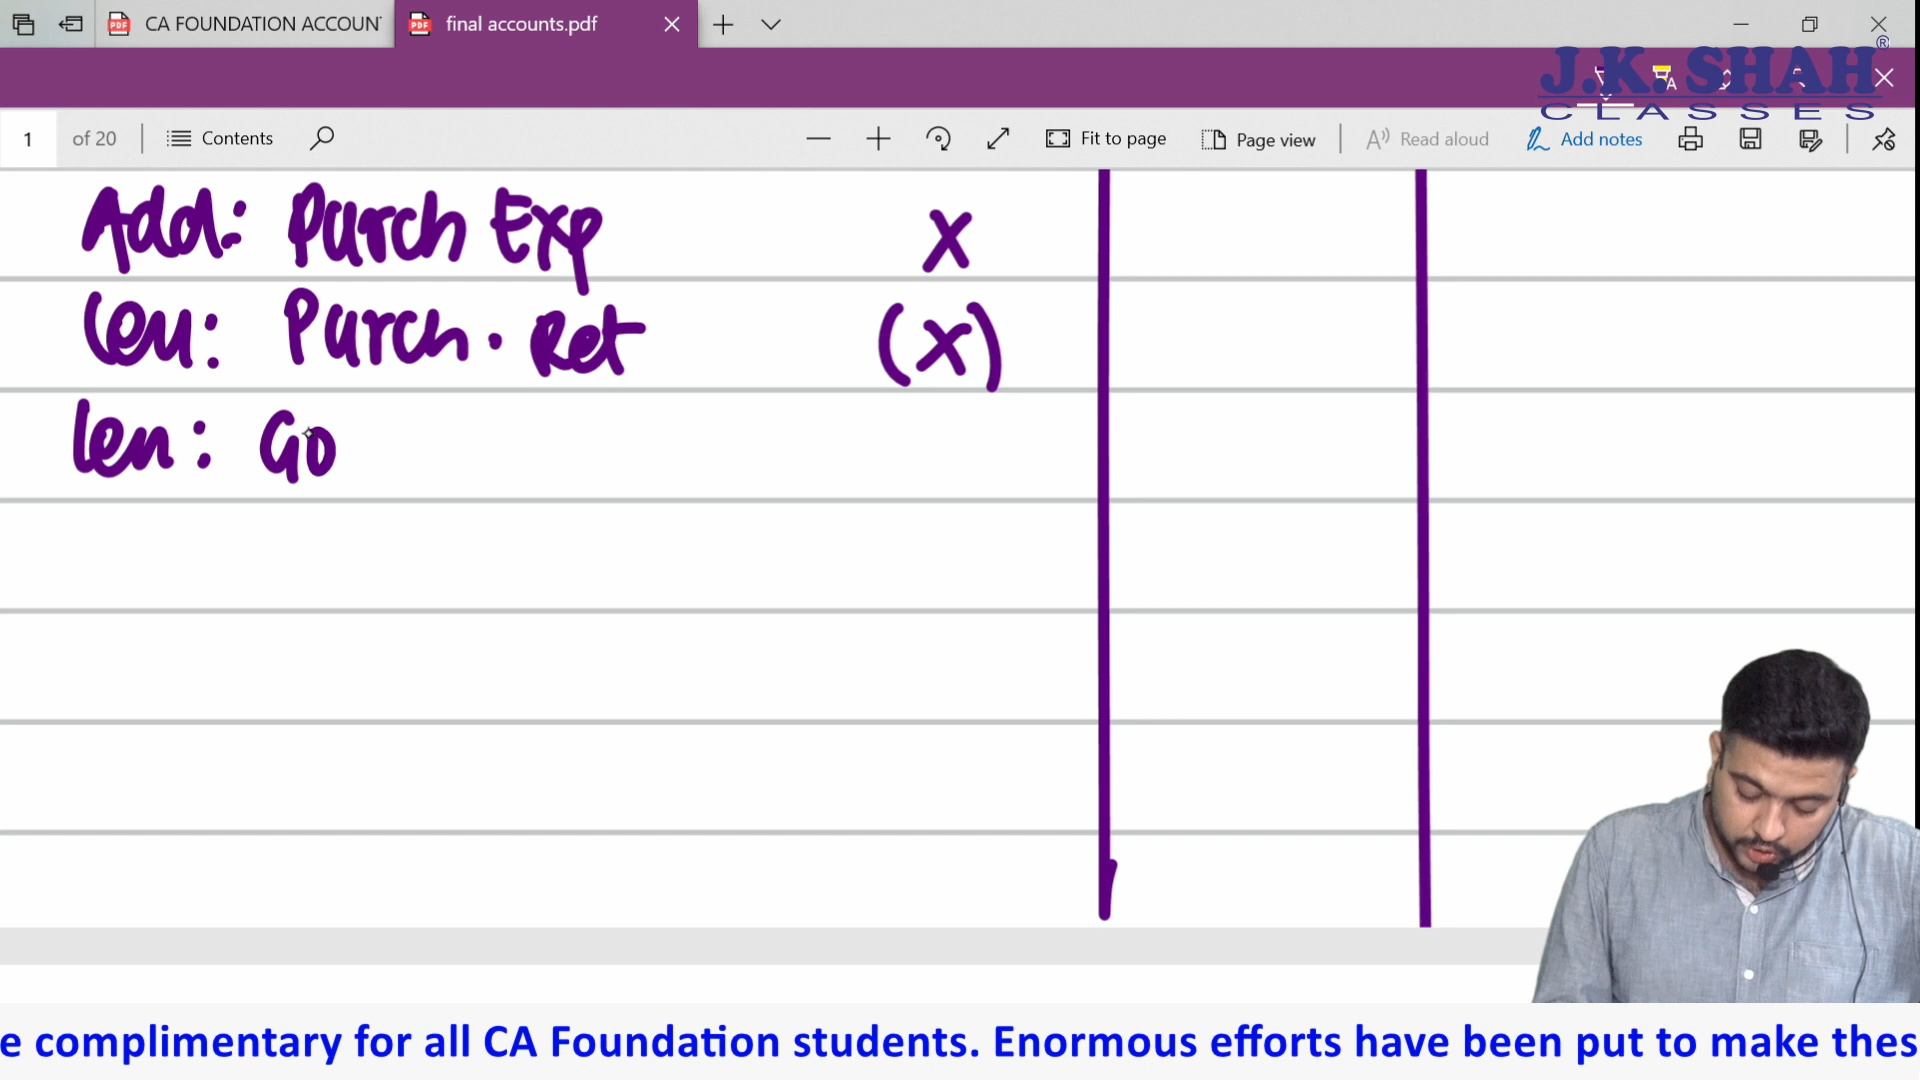 CA FOUNDATION ACCOUN
final accounts.pdf
J.K. SHAH ®
CLASSES
1 of 20 Contents Fit to page Page view Read aloud Add notes
Add: Purch Exp X
Less: Purch. Ret (X)
Less: Go
e complimentary for all CA Foundation students. Enormous efforts have been put to make thes